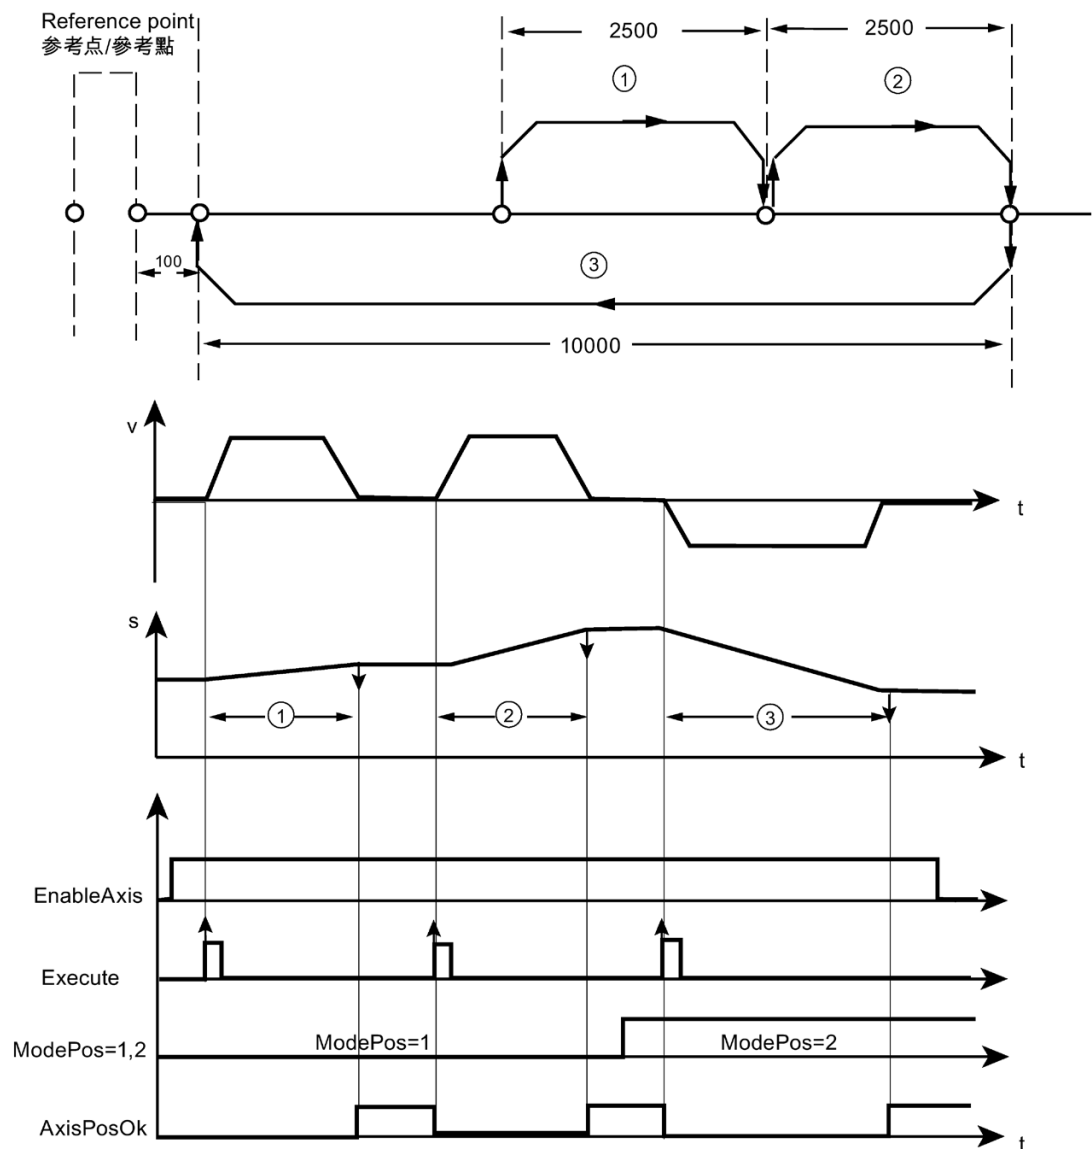 Reference point
参考点/參考點
2500
2500
①
②
100
③
10000
v
t
s
①
②
③
t
EnableAxis
Execute
ModePos=1,2
ModePos=1
ModePos=2
AxisPosOk
t